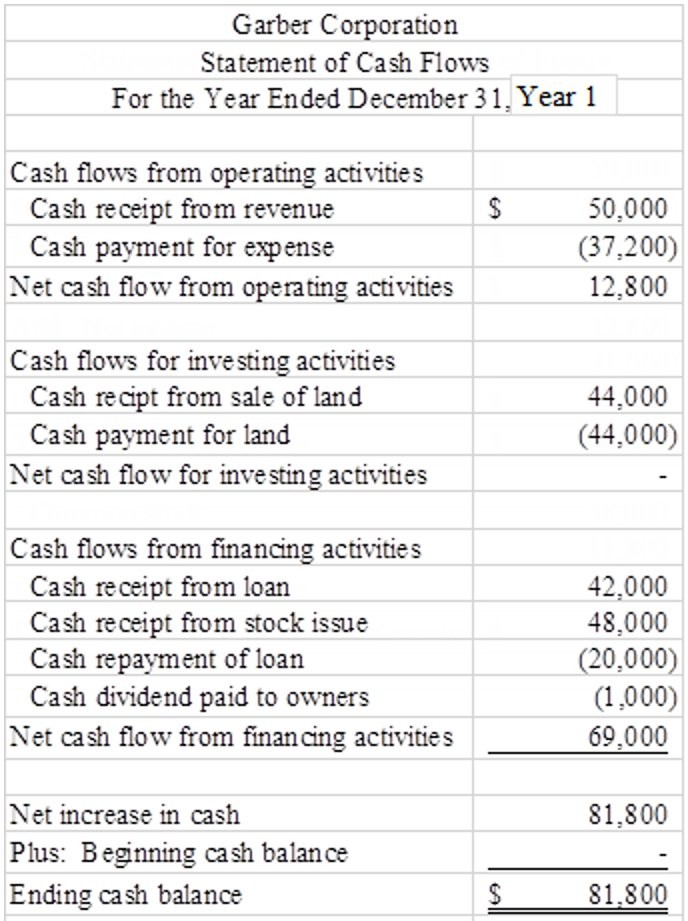 Garber Corporation
Statement of Cash Flows
For the Year Ended December 31, Year 1
Cash flows from operating activities
Cash receipt from revenue $ 50,000
Cash payment for expense (37,200)
Net cash flow from operating activities 12,800
Cash flows for investing activities
Cash recipt from sale of land 44,000
Cash payment for land (44,000)
Net cash flow for investing activities -
Cash flows from financing activities
Cash receipt from loan 42,000
Cash receipt from stock issue 48,000
Cash repayment of loan (20,000)
Cash dividend paid to owners (1,000)
Net cash flow from financing activities 69,000
Net increase in cash 81,800
Plus: Beginning cash balance -
Ending cash balance $ 81,800